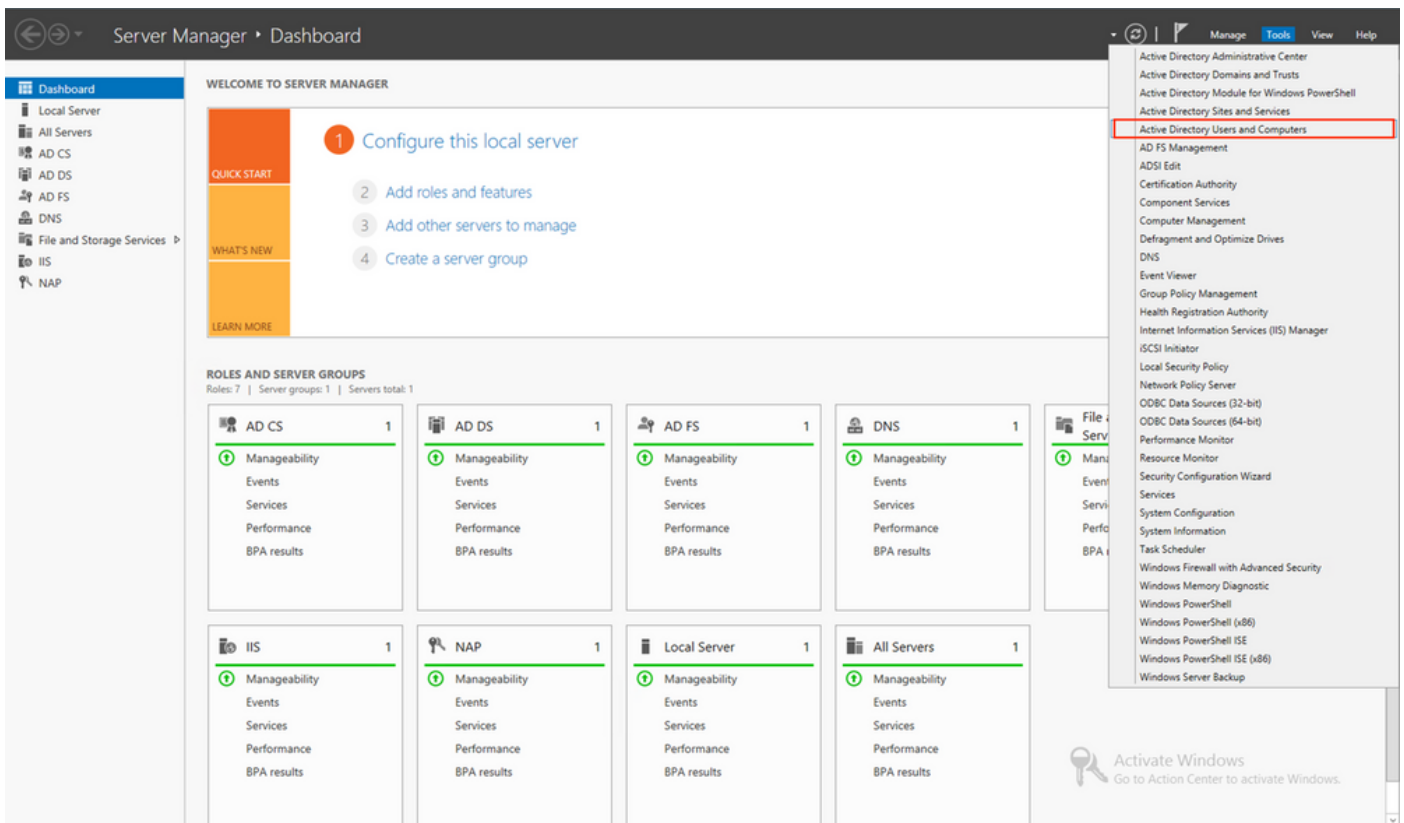 Server Manager • Dashboard
Manage Tools View Help
Dashboard
Local Server
All Servers
AD CS
AD DS
AD FS
DNS
File and Storage Services
IIS
NAP
WELCOME TO SERVER MANAGER
QUICK START
WHAT'S NEW
LEARN MORE
1 Configure this local server
2 Add roles and features
3 Add other servers to manage
4 Create a server group
ROLES AND SERVER GROUPS
Roles: 7 | Server groups: 1 | Servers total: 1
AD CS 1
Manageability
Events
Services
Performance
BPA results
AD DS 1
Manageability
Events
Services
Performance
BPA results
AD FS 1
Manageability
Events
Services
Performance
BPA results
DNS 1
Manageability
Events
Services
Performance
BPA results
File
Serv
Mana
Even
Servi
Perfo
BPA
IIS 1
Manageability
Events
Services
Performance
BPA results
NAP 1
Manageability
Events
Services
Performance
BPA results
Local Server 1
Manageability
Events
Services
Performance
BPA results
All Servers 1
Manageability
Events
Services
Performance
BPA results
Active Directory Administrative Center
Active Directory Domains and Trusts
Active Directory Module for Windows PowerShell
Active Directory Sites and Services
Active Directory Users and Computers
AD FS Management
ADSI Edit
Certification Authority
Component Services
Computer Management
Defragment and Optimize Drives
DNS
Event Viewer
Group Policy Management
Health Registration Authority
Internet Information Services (IIS) Manager
iSCSI Initiator
Local Security Policy
Network Policy Server
ODBC Data Sources (32-bit)
ODBC Data Sources (64-bit)
Performance Monitor
Resource Monitor
Security Configuration Wizard
Services
System Configuration
System Information
Task Scheduler
Windows Firewall with Advanced Security
Windows Memory Diagnostic
Windows PowerShell
Windows PowerShell (x86)
Windows PowerShell ISE
Windows PowerShell ISE (x86)
Windows Server Backup
Activate Windows
Go to Action Center to activate Windows.